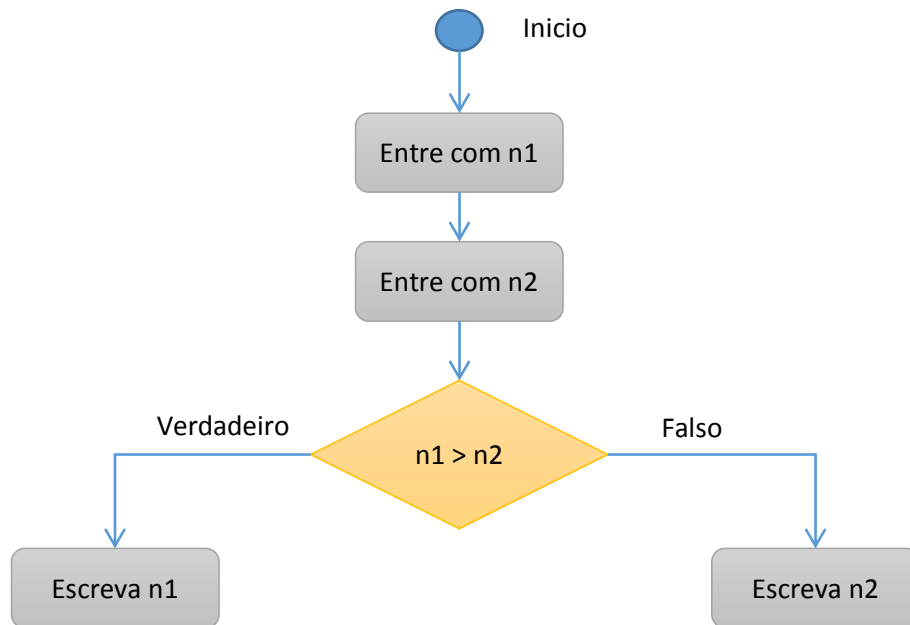 Inicio
Entre com n1
Entre com n2
Verdadeiro
Falso
n1 > n2
Escreva n1
Escreva n2